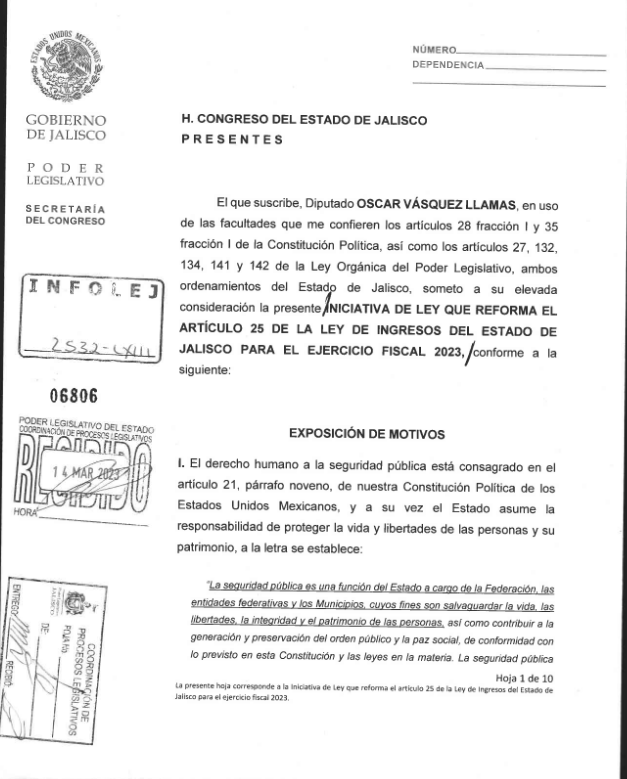 ESTADOS UNIDOS MEXICANOS
GOBIERNO
DE JALISCO
PODER
LEGISLATIVO
SECRETARÍA
DEL CONGRESO
NÚMERO
DEPENDENCIA
H. CONGRESO DEL ESTADO DE JALISCO
PRESENTES
El que suscribe, Diputado OSCAR VÁSQUEZ LLAMAS, en uso
de las facultades que me confieren los artículos 28 fracción I y 35
fracción I de la Constitución Política, así como los artículos 27, 132,
134, 141 y 142 de la Ley Orgánica del Poder Legislativo, ambos
ordenamientos del Estado de Jalisco, someto a su elevada
consideración la presente INICIATIVA DE LEY QUE REFORMA EL
ARTÍCULO 25 DE LA LEY DE INGRESOS DEL ESTADO DE
JALISCO PARA EL EJERCICIO FISCAL 2023, conforme a la
siguiente:
INFOLEJ
2532-LXIII
06806
PODER LEGISLATIVO DEL ESTADO
COORDINACIÓN DE PROCESOS LEGISLATIVOS
RECIBIDO
14 MAR 2023
HORA
EXPOSICIÓN DE MOTIVOS
I. El derecho humano a la seguridad pública está consagrado en el
artículo 21, párrafo noveno, de nuestra Constitución Política de los
Estados Unidos Mexicanos, y a su vez el Estado asume la
responsabilidad de proteger la vida y libertades de las personas y su
patrimonio, a la letra se establece:
"La seguridad pública es una función del Estado a cargo de la Federación, las
entidades federativas y los Municipios, cuyos fines son salvaguardar la vida, las
libertades, la integridad y el patrimonio de las personas, así como contribuir a la
generación y preservación del orden público y la paz social, de conformidad con
lo previsto en esta Constitución y las leyes en la materia. La seguridad pública
COORDINACIÓN DE
PROCESOS LEGISLATIVOS
DE:
ENTREGÓ:
RECIBIÓ:
Hoja 1 de 10
La presente hoja corresponde a la Iniciativa de Ley que reforma el artículo 25 de la Ley de Ingresos del Estado de
Jalisco para el ejercicio fiscal 2023.